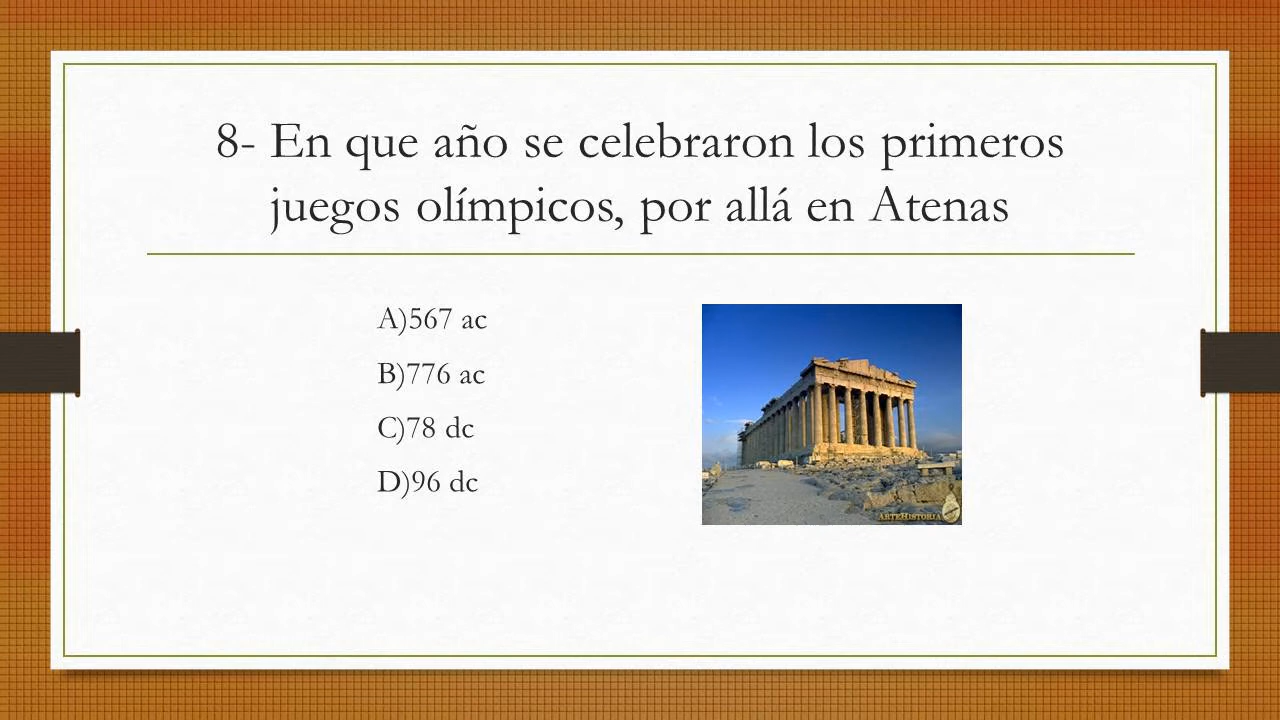 8- En que año se celebraron los primeros
juegos olímpicos, por allá en Atenas
A)567 ac
B)776 ac
C)78 dc
D)96 dc
ARTEHISTORIA